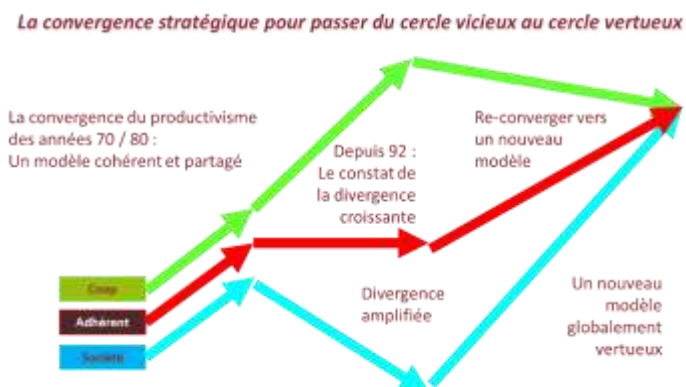 La convergence stratégique pour passer du cercle vicieux au cercle vertueux
La convergence du productivisme
des années 70 / 80 :
Un modèle cohérent et partagé
Depuis 92 :
Le constat de
la divergence
croissante
Re-converger vers
un nouveau
modèle
Coop
Adhérent
Société
Divergence
amplifiée
Un nouveau
modèle
globalement
vertueux